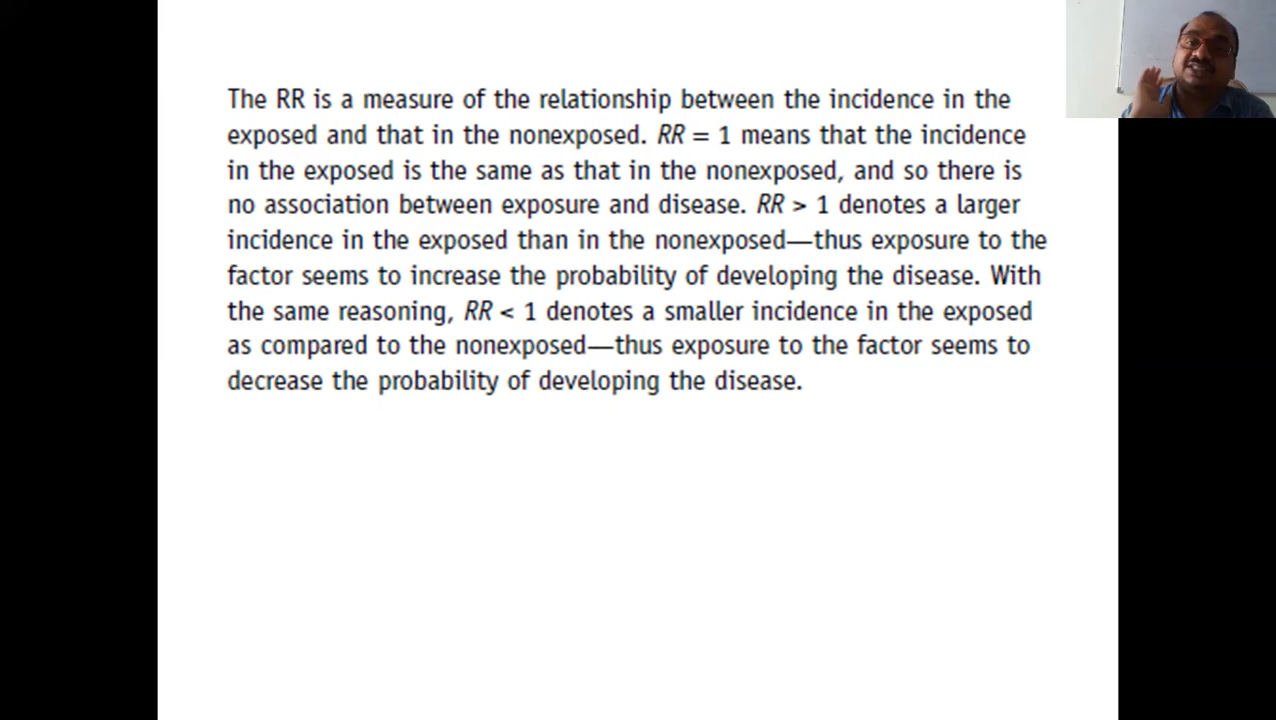 The RR is a measure of the relationship between the incidence in the
exposed and that in the nonexposed. RR = 1 means that the incidence
in the exposed is the same as that in the nonexposed, and so there is
no association between exposure and disease. RR > 1 denotes a larger
incidence in the exposed than in the nonexposed—thus exposure to the
factor seems to increase the probability of developing the disease. With
the same reasoning, RR < 1 denotes a smaller incidence in the exposed
as compared to the nonexposed—thus exposure to the factor seems to
decrease the probability of developing the disease.